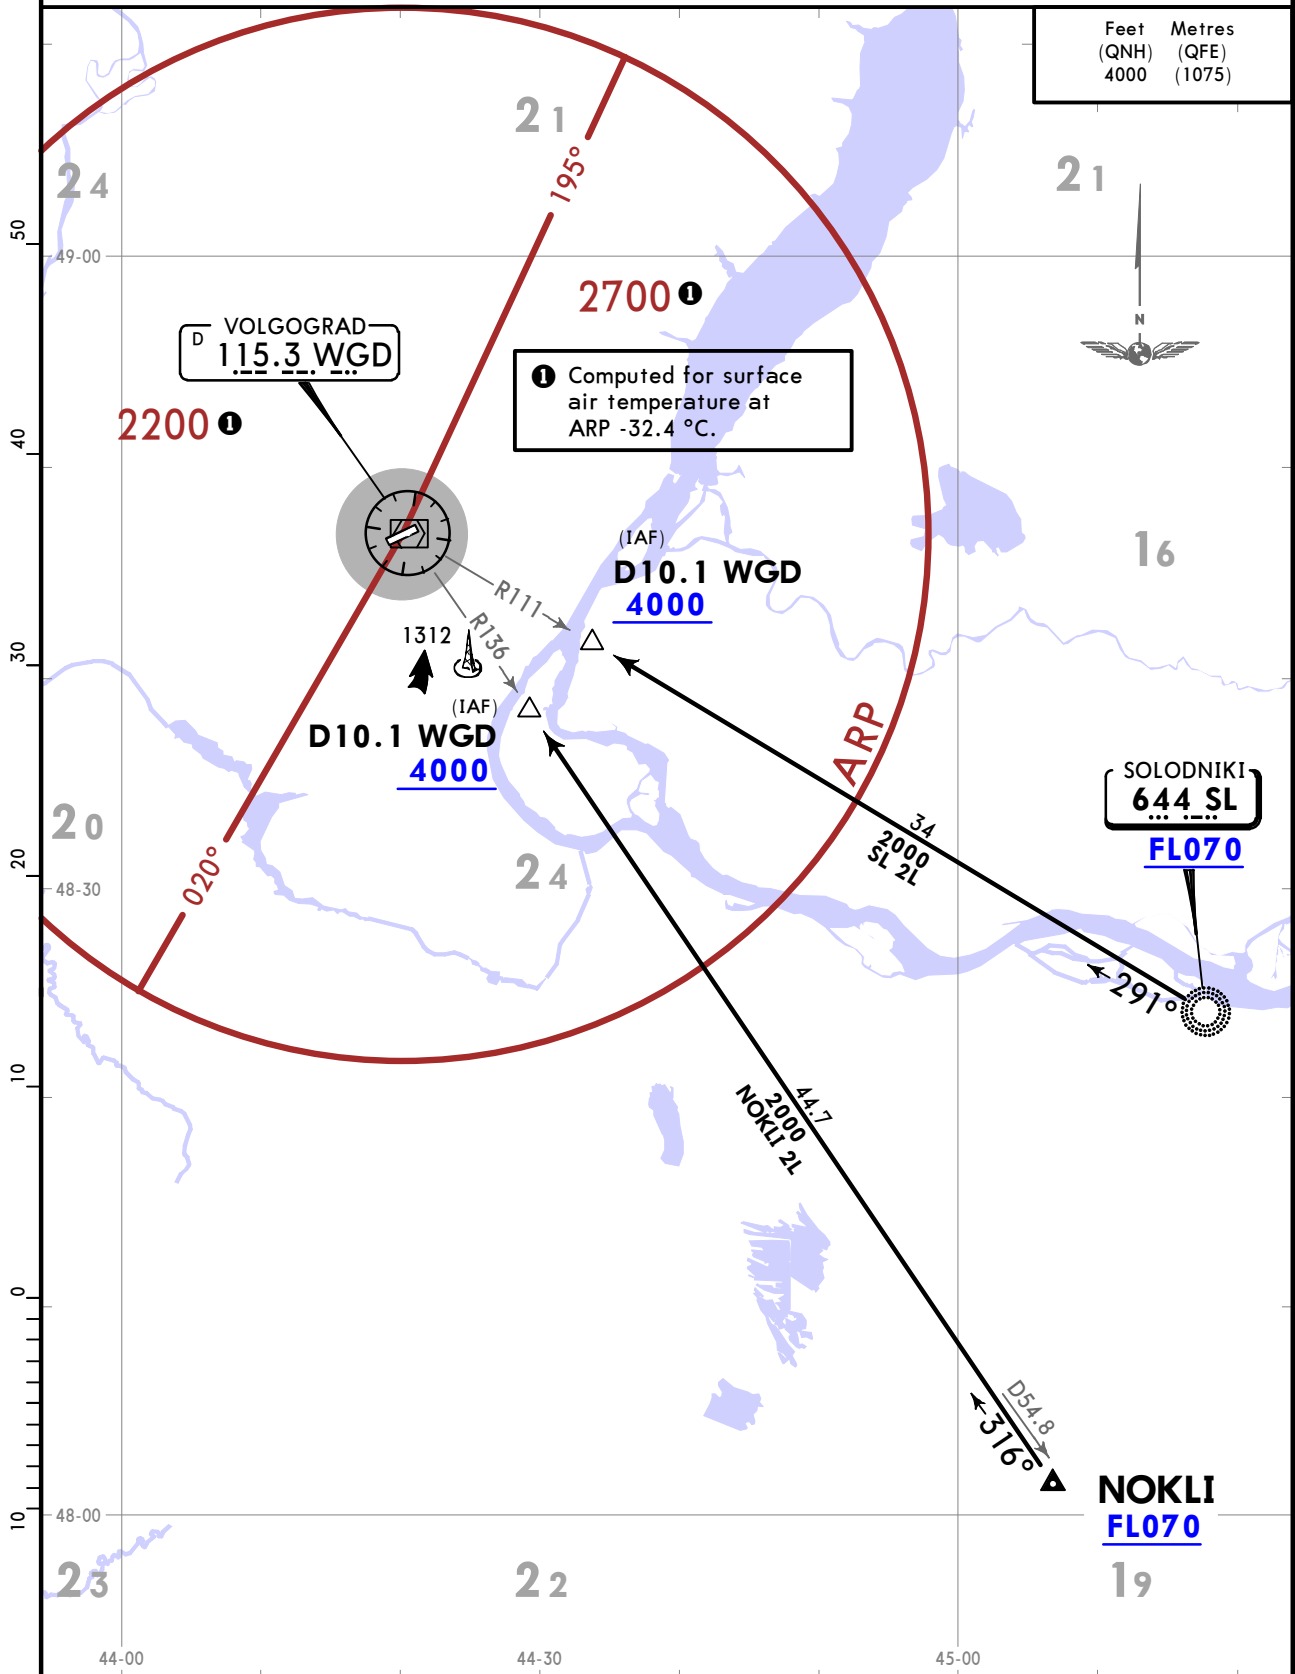 Feet Metres
(QNH) (QFE)
4000 (1075)
21
24
21
195°
50
49-00
2700 1
N
VOLGOGRAD
D 115.3 WGD
1 Computed for surface
air temperature at
ARP -32.4 °C.
2200 1
40
(IAF)
D10.1 WGD
4000
16
R111
R136
1312
30
(IAF)
D10.1 WGD
4000
ARP
SOLODNIKI
644 SL
FL070
20
34
2000
SL 2L
020°
20
48-30
24
291°
10
44.7
2000
NOKLI 2L
0
D54.8
316°
NOKLI
FL070
10
48-00
23
22
19
44-00
44-30
45-00